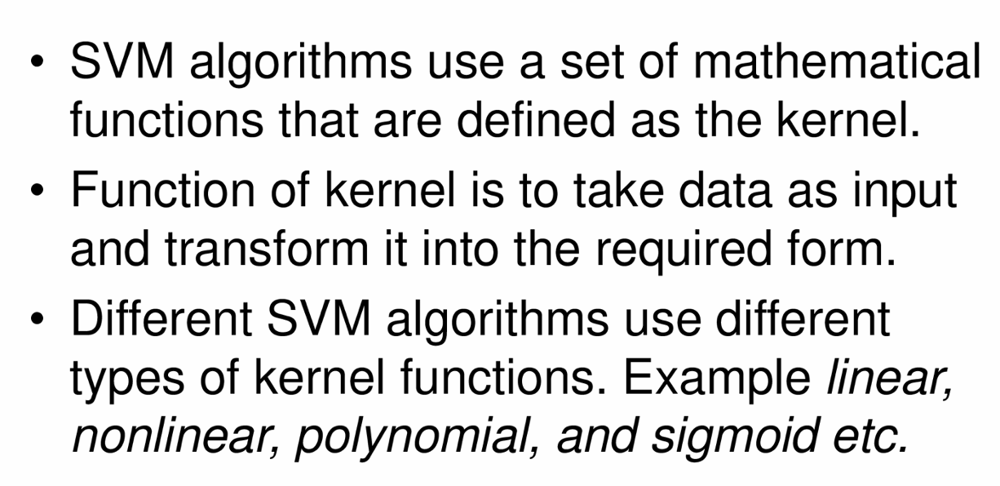 • SVM algorithms use a set of mathematical
functions that are defined as the kernel.
• Function of kernel is to take data as input
and transform it into the required form.
• Different SVM algorithms use different
types of kernel functions. Example linear,
nonlinear, polynomial, and sigmoid etc.